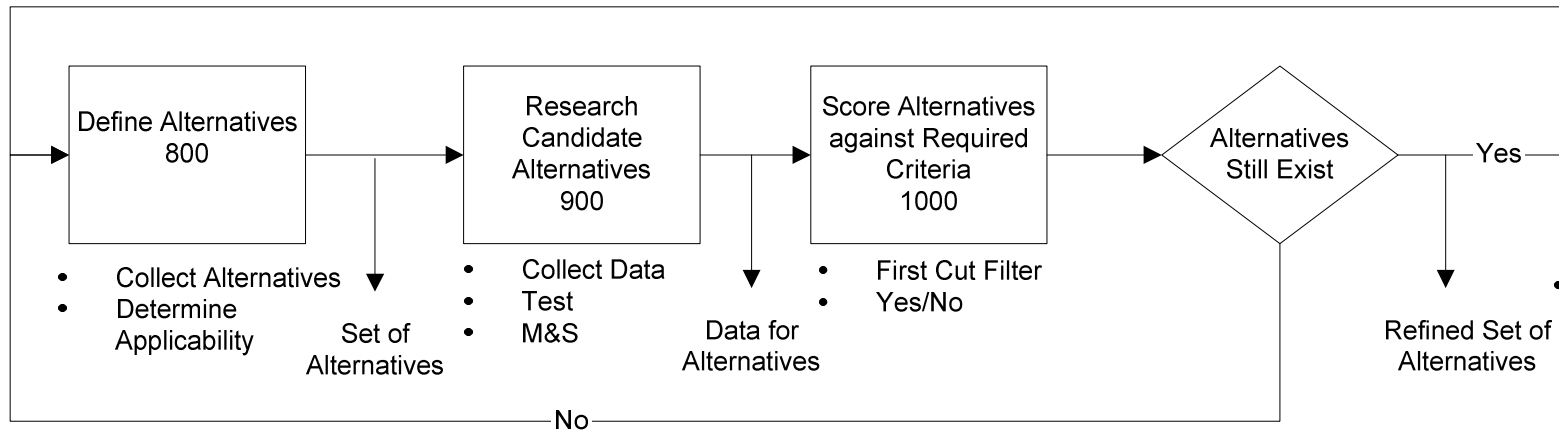 Define Alternatives
800
Research
Candidate
Alternatives
900
Score Alternatives
against Required
Criteria
1000
Alternatives
Still Exist
Yes
• Collect Alternatives
• Determine
Applicability
Set of
Alternatives
• Collect Data
• Test
• M&S
Data for
Alternatives
• First Cut Filter
• Yes/No
Refined Set of
Alternatives
•
No